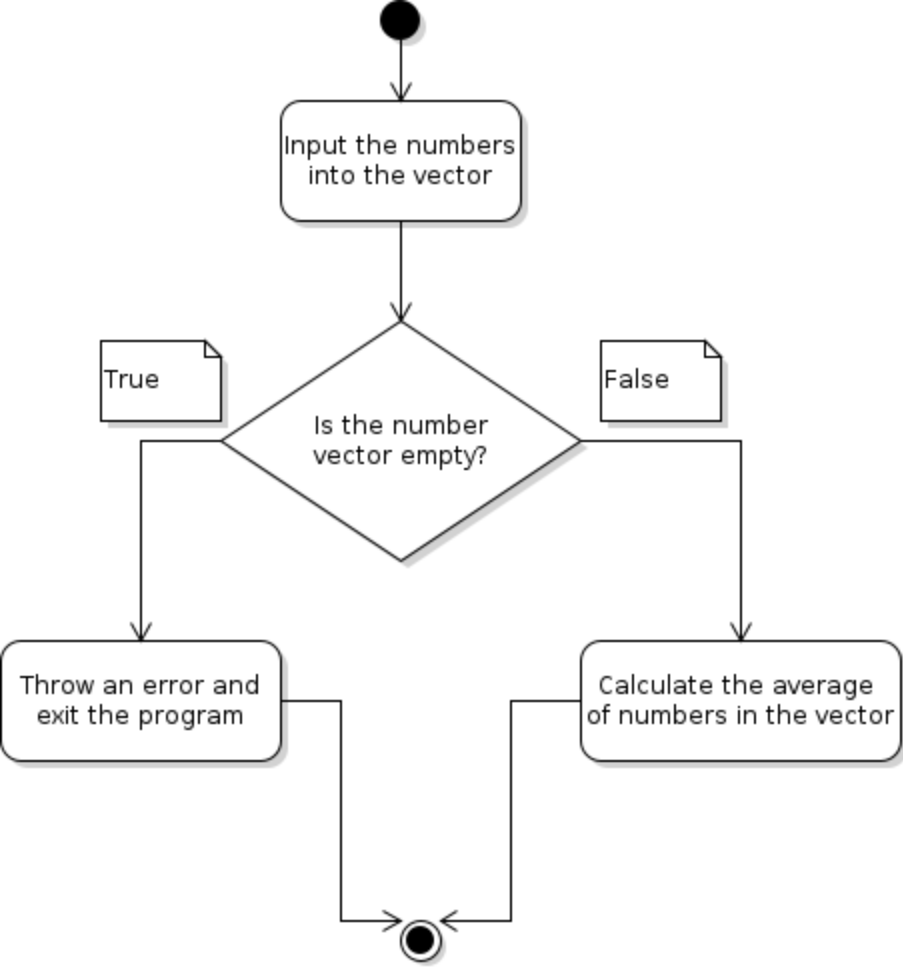 Input the numbers
into the vector
True
False
Is the number
vector empty?
Throw an error and
exit the program
Calculate the average
of numbers in the vector